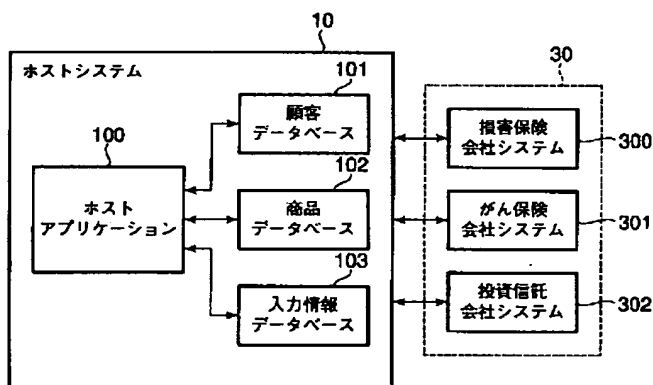 10
ホストシステム
101
顧客
データベース
100
ホスト
アプリケーション
102
商品
データベース
103
入力情報
データベース
30
損害保険
会社システム
300
がん保険
会社システム
301
投資信託
会社システム
302